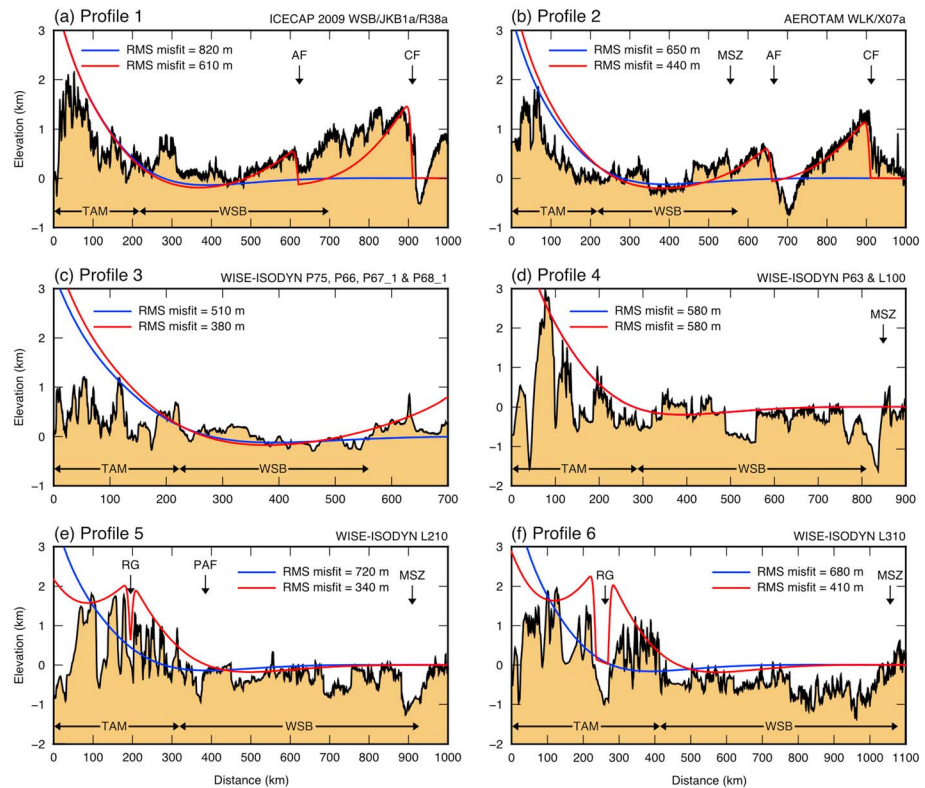 (a) Profile 1 ICECAP 2009 WSB/JKB1a/R38a
RMS misfit = 820 m
RMS misfit = 610 m
AF CF
Elevation (km)
3
2
1
0
−1
TAM WSB
0 100 200 300 400 500 600 700 800 900 1000
(b) Profile 2 AEROTAM WLK/X07a
RMS misfit = 650 m
RMS misfit = 440 m
MSZ AF CF
3
2
1
0
−1
TAM WSB
0 100 200 300 400 500 600 700 800 900 1000
(c) Profile 3 WISE-ISODYN P75, P66, P67_1 & P68_1
RMS misfit = 510 m
RMS misfit = 380 m
Elevation (km)
3
2
1
0
−1
TAM WSB
0 100 200 300 400 500 600 700
(d) Profile 4 WISE-ISODYN P63 & L100
RMS misfit = 580 m
RMS misfit = 580 m
MSZ
3
2
1
0
−1
−2
TAM WSB
0 100 200 300 400 500 600 700 800 900
(e) Profile 5 WISE-ISODYN L210
RG PAF MSZ
RMS misfit = 720 m
RMS misfit = 340 m
Elevation (km)
3
2
1
0
−1
−2
TAM WSB
0 100 200 300 400 500 600 700 800 900 1000
Distance (km)
(f) Profile 6 WISE-ISODYN L310
RG MSZ
RMS misfit = 680 m
RMS misfit = 410 m
3
2
1
0
−1
−2
TAM WSB
0 100 200 300 400 500 600 700 800 900 1000 1100
Distance (km)